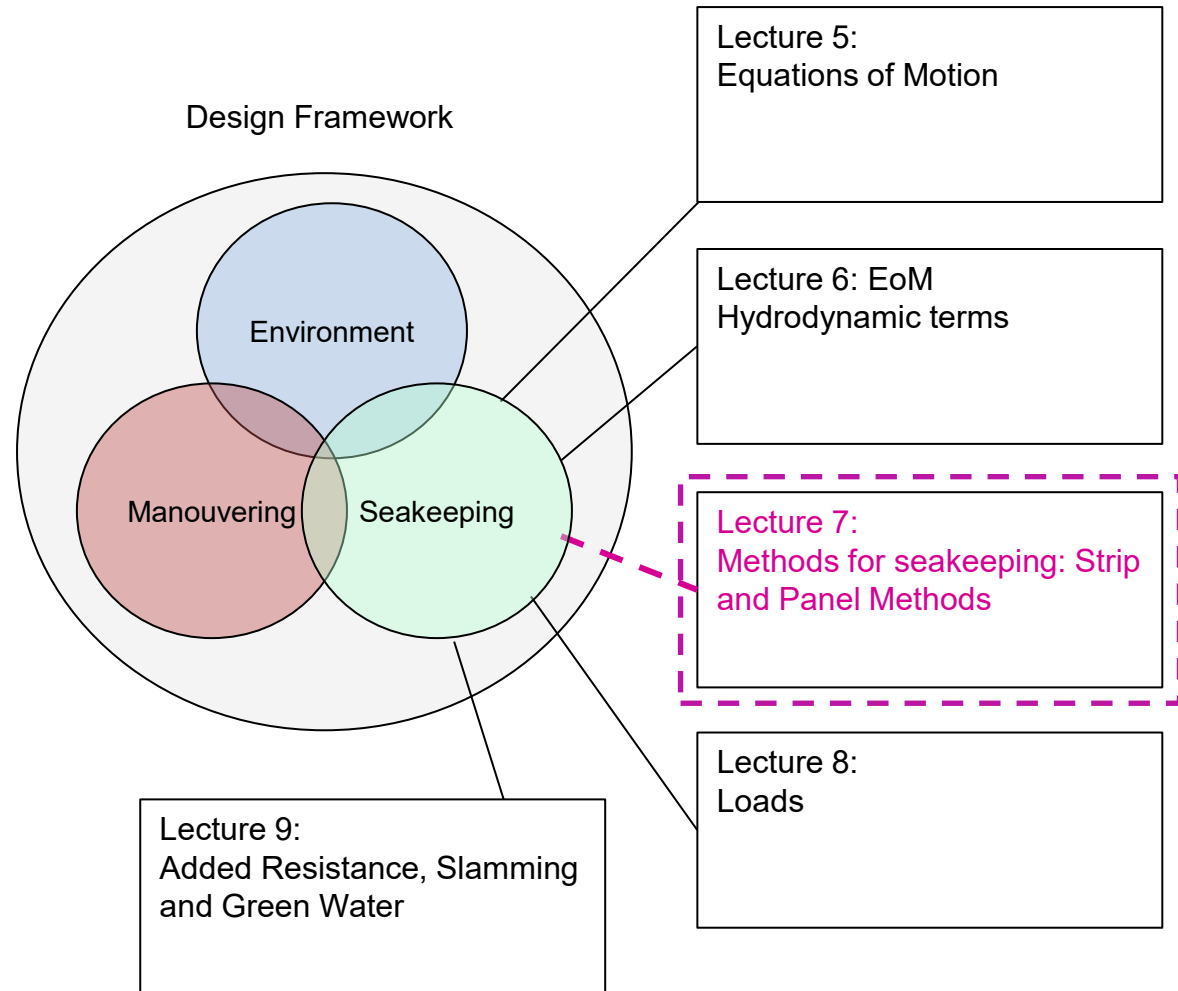 Design Framework
Environment
Manouvering
Seakeeping
Lecture 5:
Equations of Motion
Lecture 6: EoM
Hydrodynamic terms
Lecture 7:
Methods for seakeeping: Strip
and Panel Methods
Lecture 8:
Loads
Lecture 9:
Added Resistance, Slamming
and Green Water